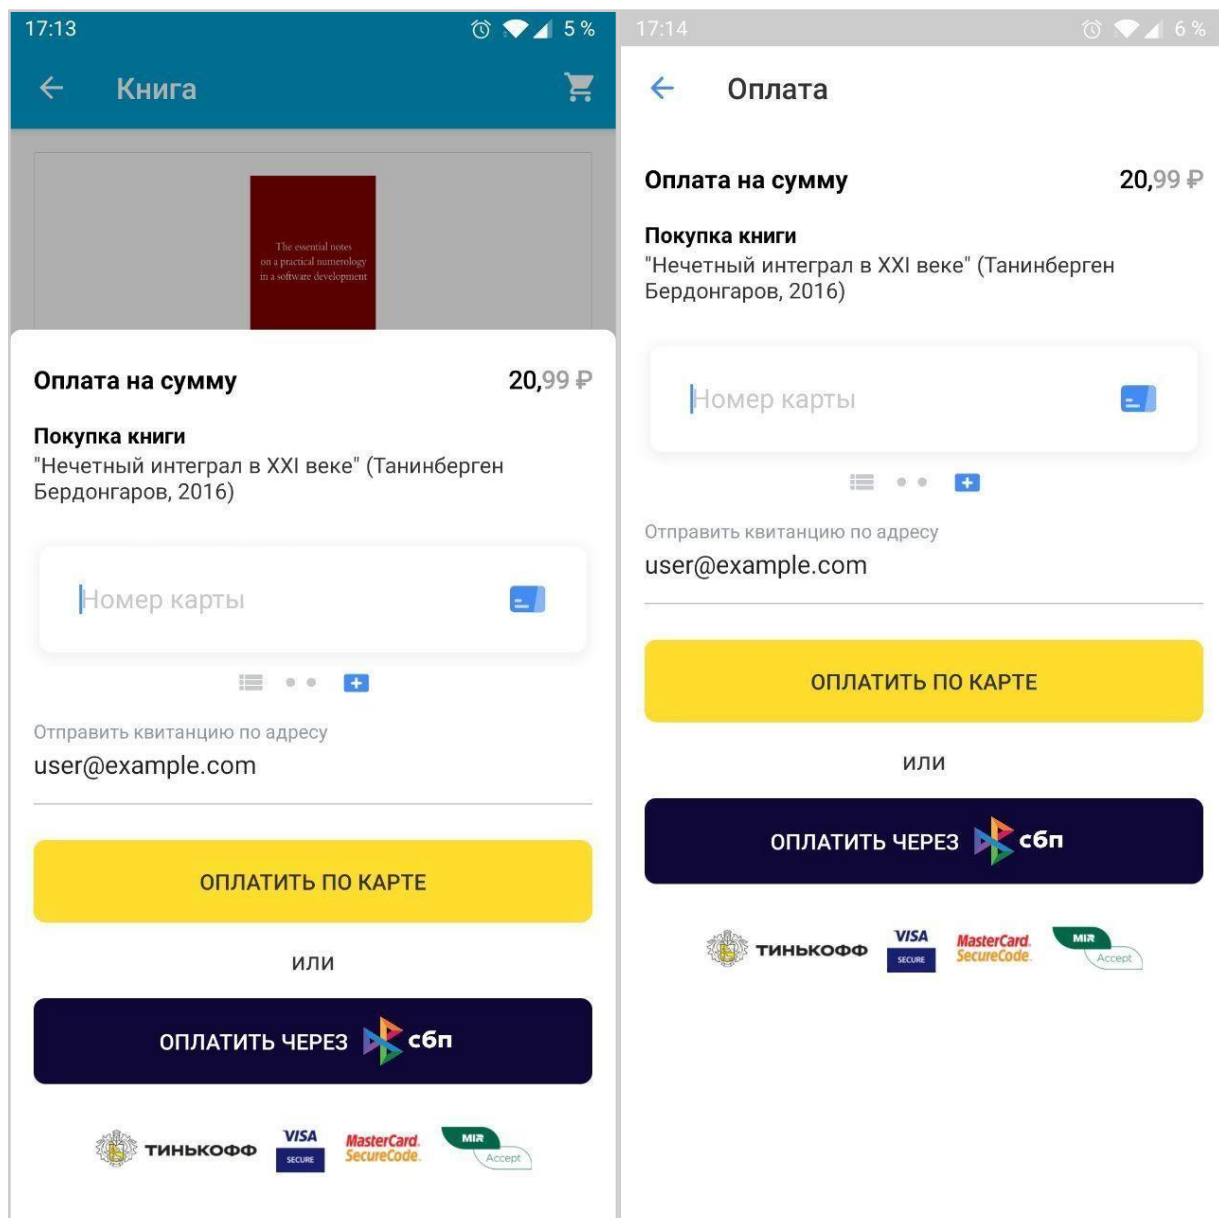 17:13
5 %
Книга
The essential notes
on a practical numerology
in a software development
Оплата на сумму
20,99 ₽
Покупка книги
"Нечетный интеграл в XXI веке" (Танинберген
Бердонгаров, 2016)
Номер карты
Отправить квитанцию по адресу
user@example.com
ОПЛАТИТЬ ПО КАРТЕ
или
ОПЛАТИТЬ ЧЕРЕЗ сбп
ТИНЬКОФФ
VISA
SECURE
MasterCard.
SecureCode.
MIR
Accept
17:14
6 %
Оплата
Оплата на сумму
20,99 ₽
Покупка книги
"Нечетный интеграл в XXI веке" (Танинберген
Бердонгаров, 2016)
Номер карты
Отправить квитанцию по адресу
user@example.com
ОПЛАТИТЬ ПО КАРТЕ
или
ОПЛАТИТЬ ЧЕРЕЗ сбп
ТИНЬКОФФ
VISA
SECURE
MasterCard.
SecureCode.
MIR
Accept